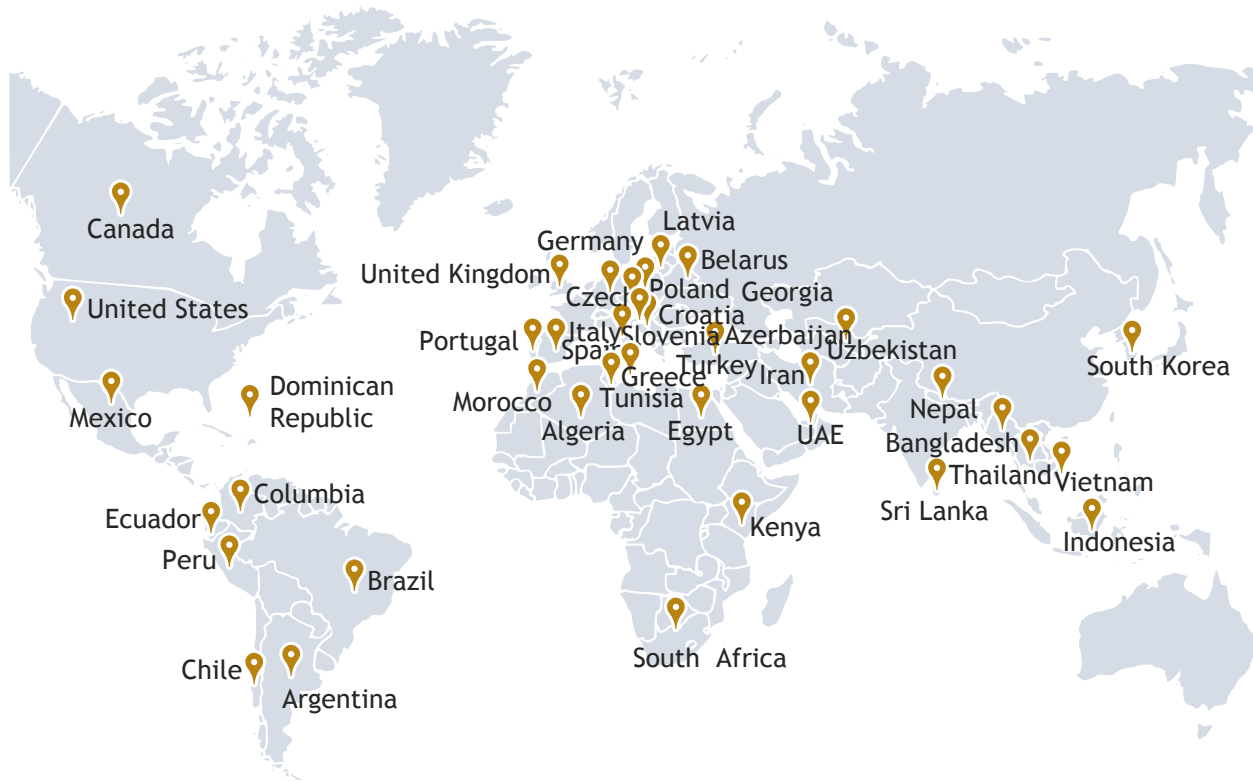 Latvia
Canada
Germany
Belarus
United Kingdom
Czech
Poland
Georgia
United States
Croatia
Italy
Slovenia
Azerbaijan
Portugal
Spain
Uzbekistan
Turkey
Iran
South Korea
Greece
Dominican
Republic
Mexico
Morocco
Tunisia
Nepal
Algeria
Egypt
UAE
Bangladesh
Thailand
Vietnam
Columbia
Ecuador
Sri Lanka
Kenya
Indonesia
Peru
Brazil
South Africa
Chile
Argentina